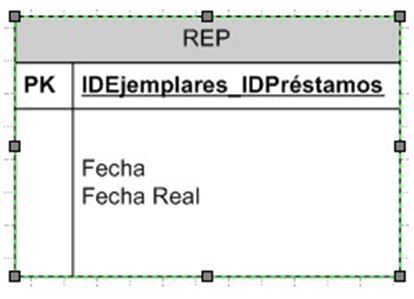 REP
PK IDEjemplares_IDPréstamos
Fecha
Fecha Real